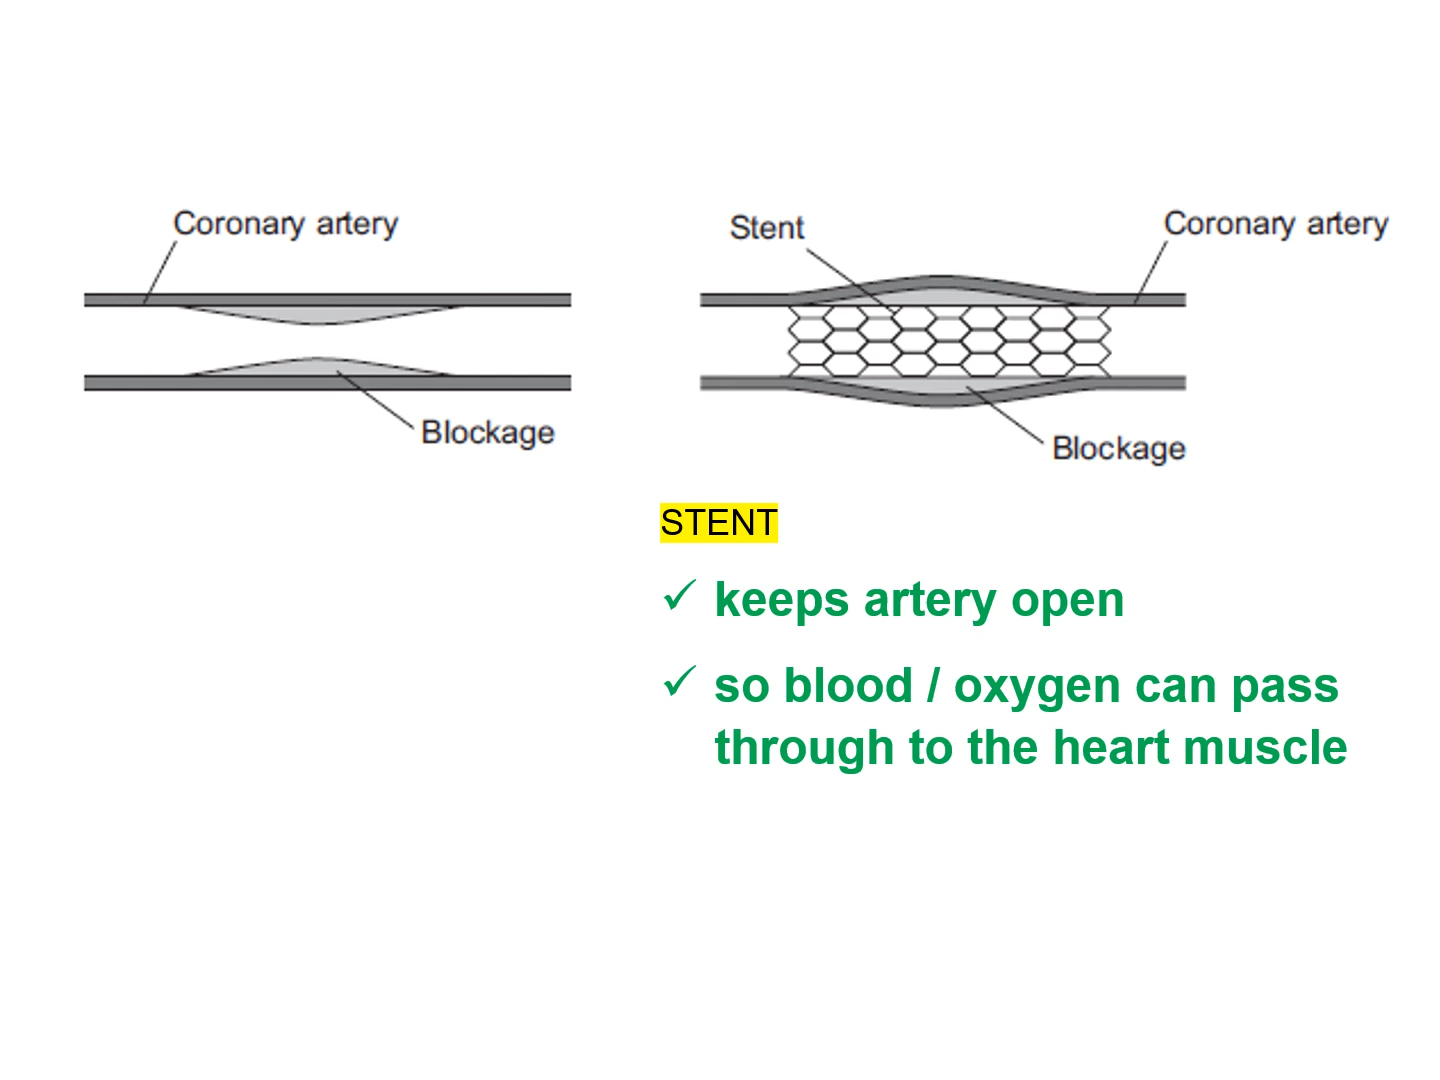 Coronary artery
Blockage
Stent
Coronary artery
Blockage
STENT
✓ keeps artery open
✓ so blood / oxygen can pass
through to the heart muscle